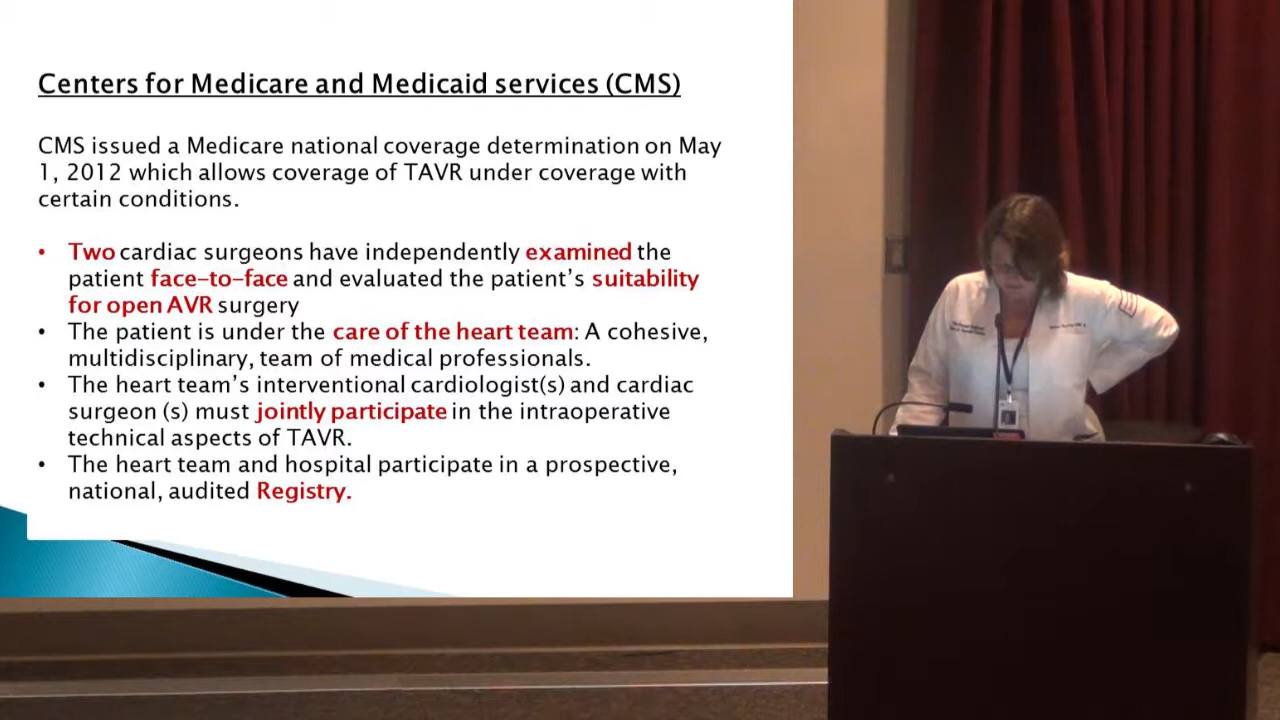 Centers for Medicare and Medicaid services (CMS)
CMS issued a Medicare national coverage determination on May
1, 2012 which allows coverage of TAVR under coverage with
certain conditions.
• Two cardiac surgeons have independently examined the
patient face-to-face and evaluated the patient's suitability
for open AVR surgery
• The patient is under the care of the heart team: A cohesive,
multidisciplinary, team of medical professionals.
• The heart team's interventional cardiologist(s) and cardiac
surgeon (s) must jointly participate in the intraoperative
technical aspects of TAVR.
• The heart team and hospital participate in a prospective,
national, audited Registry.